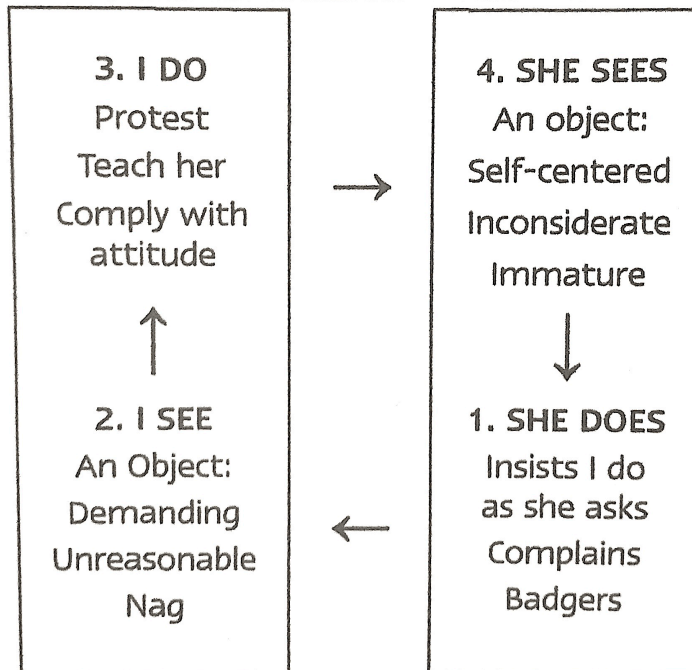 3. I DO
Protest
Teach her
Comply with
attitude
4. SHE SEES
An object:
Self-centered
Inconsiderate
Immature
2. I SEE
An Object:
Demanding
Unreasonable
Nag
1. SHE DOES
Insists I do
as she asks
Complains
Badgers